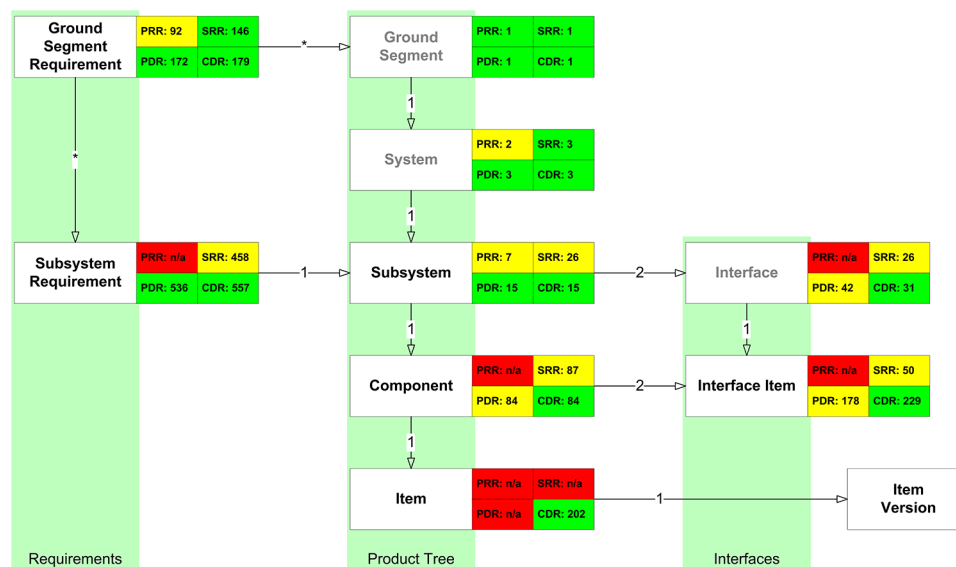 Ground
Segment
Requirement
PRR: 92
SRR: 146
PDR: 172
CDR: 179
*
Ground
Segment
PRR: 1
SRR: 1
PDR: 1
CDR: 1
1
System
PRR: 2
SRR: 3
PDR: 3
CDR: 3
*
1
Subsystem
Requirement
PRR: n/a
SRR: 458
PDR: 536
CDR: 557
1
Subsystem
PRR: 7
SRR: 26
PDR: 15
CDR: 15
2
Interface
PRR: n/a
SRR: 26
PDR: 42
CDR: 31
1
1
Component
PRR: n/a
SRR: 87
PDR: 84
CDR: 84
2
Interface Item
PRR: n/a
SRR: 50
PDR: 178
CDR: 229
1
Item
PRR: n/a
SRR: n/a
PDR: n/a
CDR: 202
1
Item
Version
Requirements
Product Tree
Interfaces